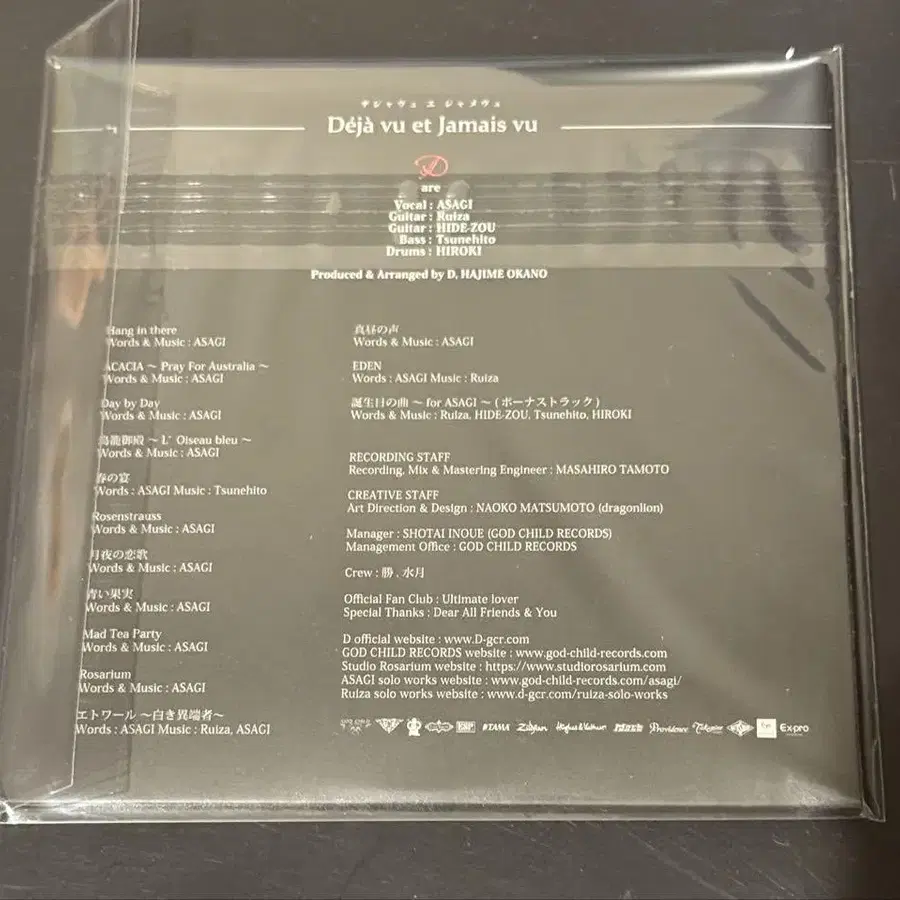 デジャヴュ エ ジャメヴュ
Déjà vu et Jamais vu
D
are
Vocal : ASAGI
Guitar : Ruiza
Guitar : HIDE-ZOU
Bass : Tsunehito
Drums : HIROKI
Produced & Arranged by D, HAJIME OKANO
Hang in there
Words & Music : ASAGI
ACACIA ～ Pray For Australia ～
Words & Music : ASAGI
Day by Day
Words & Music : ASAGI
鳥籠御殿 ～ L' Oiseau bleu ～
Words & Music : ASAGI
春の宴
Words : ASAGI Music : Tsunehito
Rosenstrauss
Words & Music : ASAGI
月夜の恋歌
Words & Music : ASAGI
青い果実
Words & Music : ASAGI
Mad Tea Party
Words & Music : ASAGI
Rosarium
Words & Music : ASAGI
エトワール ～白き異端者～
Words : ASAGI Music : Ruiza, ASAGI
真昼の声
Words & Music : ASAGI
EDEN
Words : ASAGI Music : Ruiza
誕生日の曲 ～ for ASAGI ～ ( ボーナストラック )
Words & Music : Ruiza, HIDE-ZOU, Tsunehito, HIROKI
RECORDING STAFF
Recording, Mix & Mastering Engineer : MASAHIRO TAMOTO
CREATIVE STAFF
Art Direction & Design : NAOKO MATSUMOTO (dragonlion)
Manager : SHOTAI INOUE (GOD CHILD RECORDS)
Management Office : GOD CHILD RECORDS
Crew : 勝 , 水月
Official Fan Club : Ultimate lover
Special Thanks : Dear All Friends & You
D official website : www.D-gcr.com
GOD CHILD RECORDS website : www.god-child-records.com
Studio Rosarium website : https://www.studiorosarium.com
ASAGI solo works website : www.god-child-records.com/asagi/
Ruiza solo works website : www.d-gcr.com/ruiza-solo-works
ESP TAMA Zildjian Hughes & Kettner Providence Takamine Expro